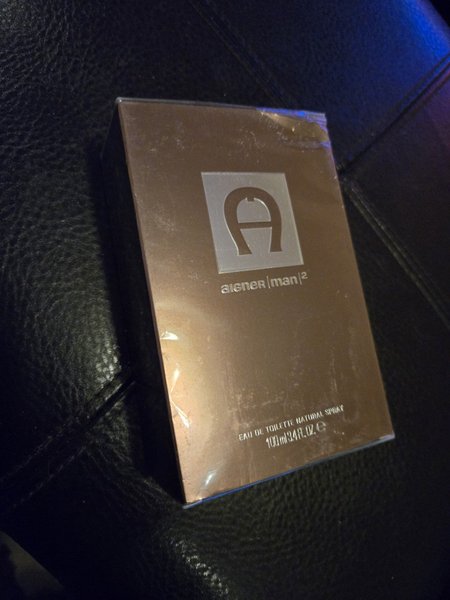 aIGNER|man|2
EAU DE TOILETTE NATURAL SPRAY
100 ml 3.4 FL.OZ. ℮